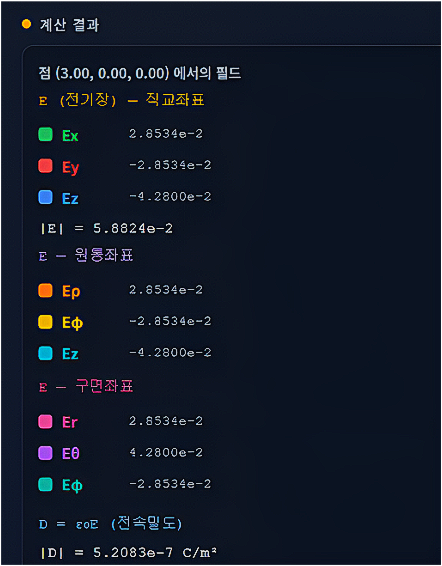 계산 결과
점 (3.00, 0.00, 0.00) 에서의 필드
E (전기장) — 직교좌표
Ex 2.8534e-2
Ey -2.8534e-2
Ez -4.2800e-2
|E| = 5.8824e-2
E — 원통좌표
Eρ 2.8534e-2
Eϕ -2.8534e-2
Ez -4.2800e-2
E — 구면좌표
Er 2.8534e-2
Eθ 4.2800e-2
Eϕ -2.8534e-2
D = ε₀E (전속밀도)
|D| = 5.2083e-7 C/m²